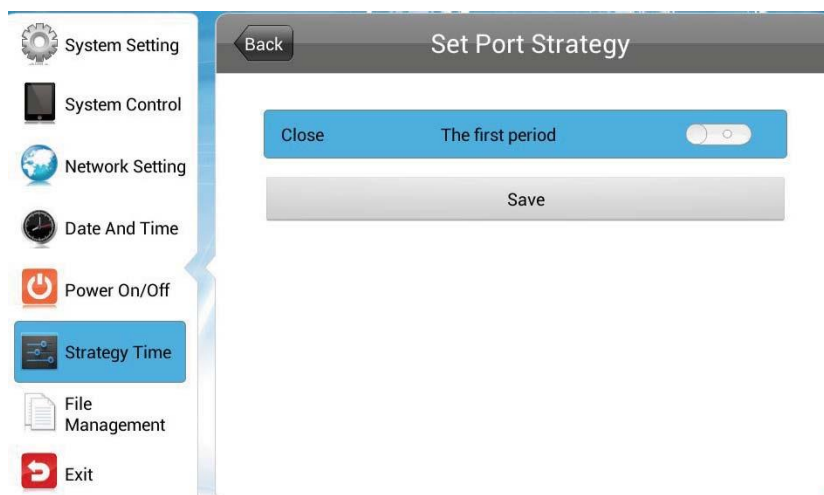 System Setting
System Control
Network Setting
Date And Time
Power On/Off
Strategy Time
File
Management
Exit
Back
Set Port Strategy
Close The first period
Save